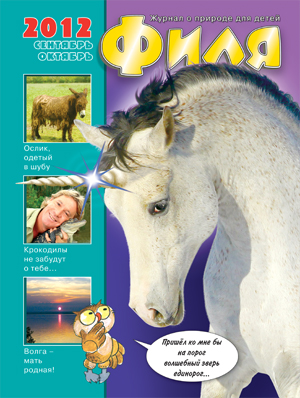 Журнал о природе для детей
Филя
2012
СЕНТЯБРЬ
ОКТЯБРЬ
Ослик,
одетый
в шубу
Крокодилы
не забудут
о тебе...
Волга –
мать
родная!
Пришёл ко мне бы
на порог
волшебный зверь
единорог...